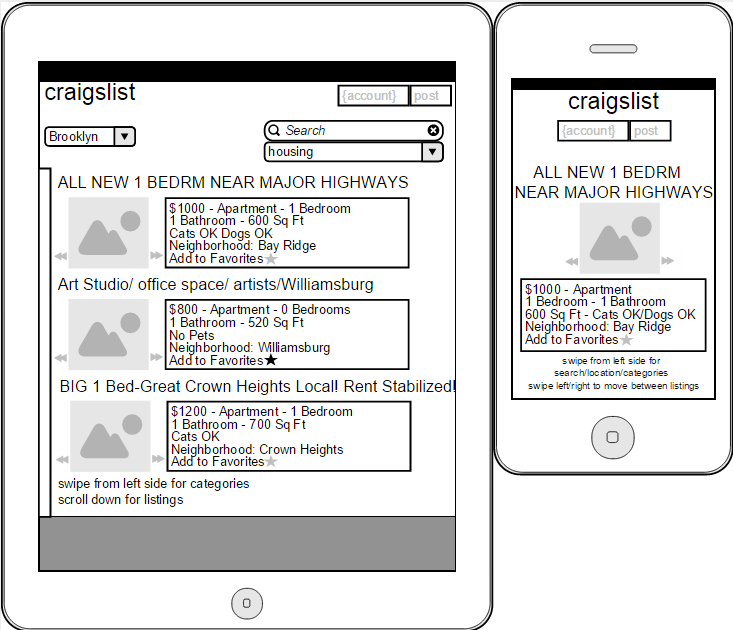 craigslist
{account} post
Brooklyn
Search
housing
ALL NEW 1 BEDRM NEAR MAJOR HIGHWAYS
$1000 - Apartment - 1 Bedroom
1 Bathroom - 600 Sq Ft
Cats OK Dogs OK
Neighborhood: Bay Ridge
Add to Favorites
Art Studio/ office space/ artists/Williamsburg
$800 - Apartment - 0 Bedrooms
1 Bathroom - 520 Sq Ft
No Pets
Neighborhood: Williamsburg
Add to Favorites
BIG 1 Bed-Great Crown Heights Local! Rent Stabilized!
$1200 - Apartment - 1 Bedroom
1 Bathroom - 700 Sq Ft
Cats OK
Neighborhood: Crown Heights
Add to Favorites
swipe from left side for categories
scroll down for listings
craigslist
{account} post
ALL NEW 1 BEDRM
NEAR MAJOR HIGHWAYS
$1000 - Apartment
1 Bedroom - 1 Bathroom
600 Sq Ft - Cats OK/Dogs OK
Neighborhood: Bay Ridge
Add to Favorites
swipe from left side for
search/location/categories
swipe left/right to move between listings